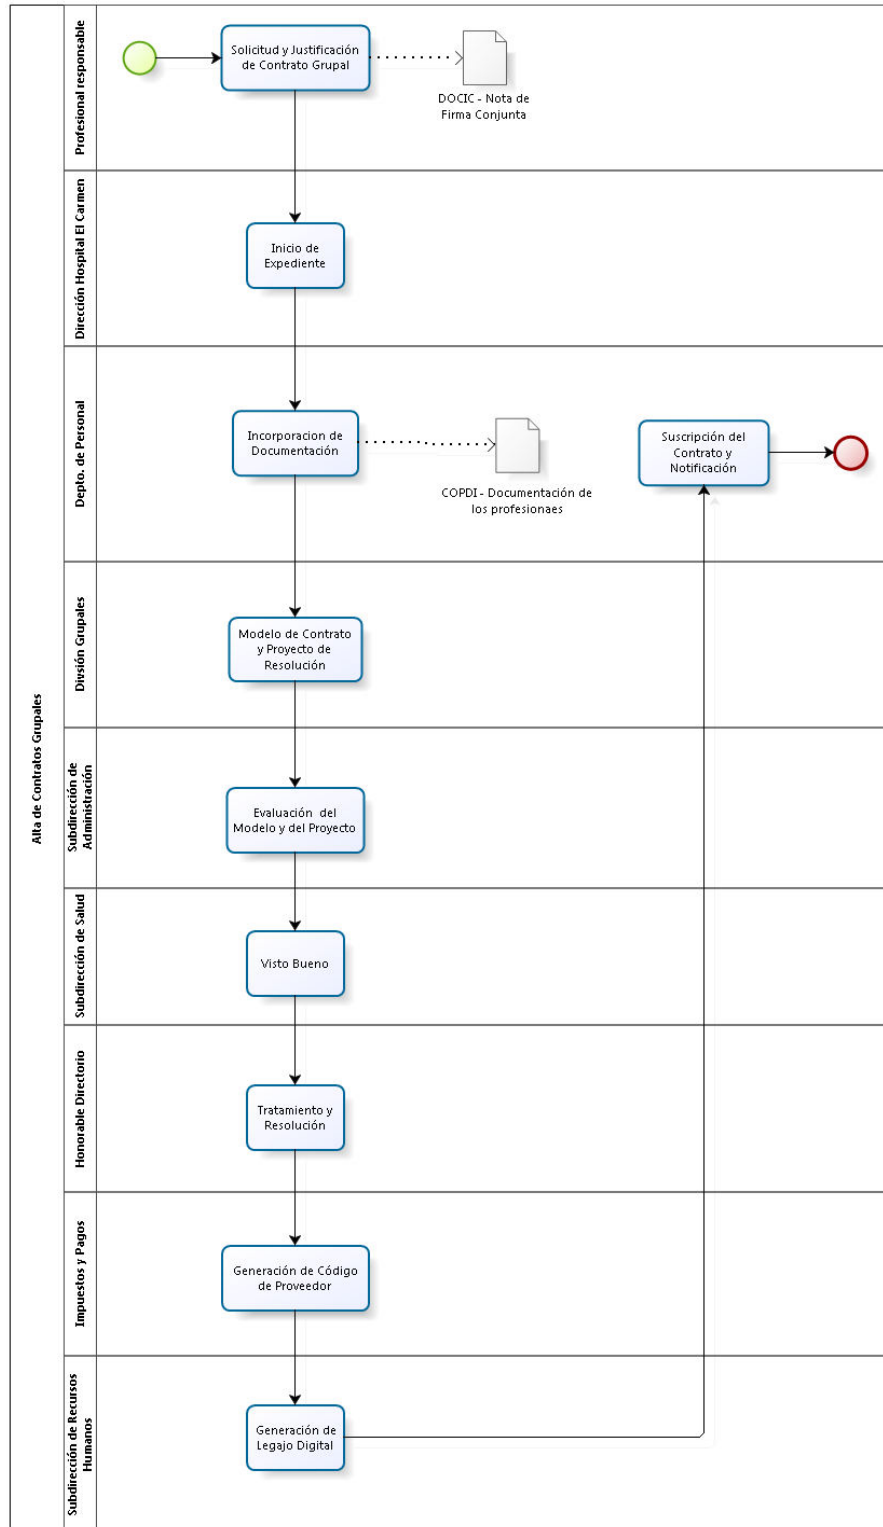 Alta de Contratos Grupales
Profesional responsable
Solicitud y Justificación
de Contrato Grupal
DOCIC - Nota de
Firma Conjunta
Dirección Hospital El Carmen
Inicio de
Expediente
Depto. de Personal
Incorporacion de
Documentación
COPDI - Documentación de
los profesionaes
Suscripción del
Contrato y
Notificación
Divsión Grupales
Modelo de Contrato
y Proyecto de
Resolución
Subdirección de
Administración
Evaluación del
Modelo y del Proyecto
Subdirección de Salud
Visto Bueno
Honorable Directorio
Tratamiento y
Resolución
Impuestos y Pagos
Generación de Código
de Proveedor
Subdirección de Recursos
Humanos
Generación de
Legajo Digital